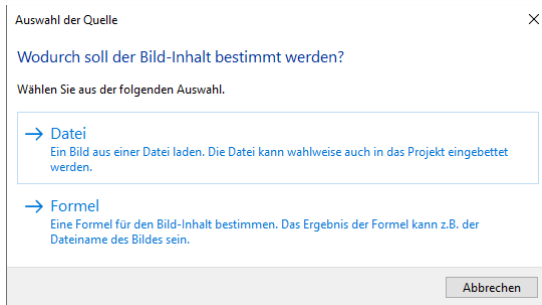 Auswahl der Quelle
Wodurch soll der Bild-Inhalt bestimmt werden?
Wählen Sie aus der folgenden Auswahl.
Datei
Ein Bild aus einer Datei laden. Die Datei kann wahlweise auch in das Projekt eingebettet
werden.
Formel
Eine Formel für den Bild-Inhalt bestimmen. Das Ergebnis der Formel kann z.B. der
Dateiname des Bildes sein.
Abbrechen